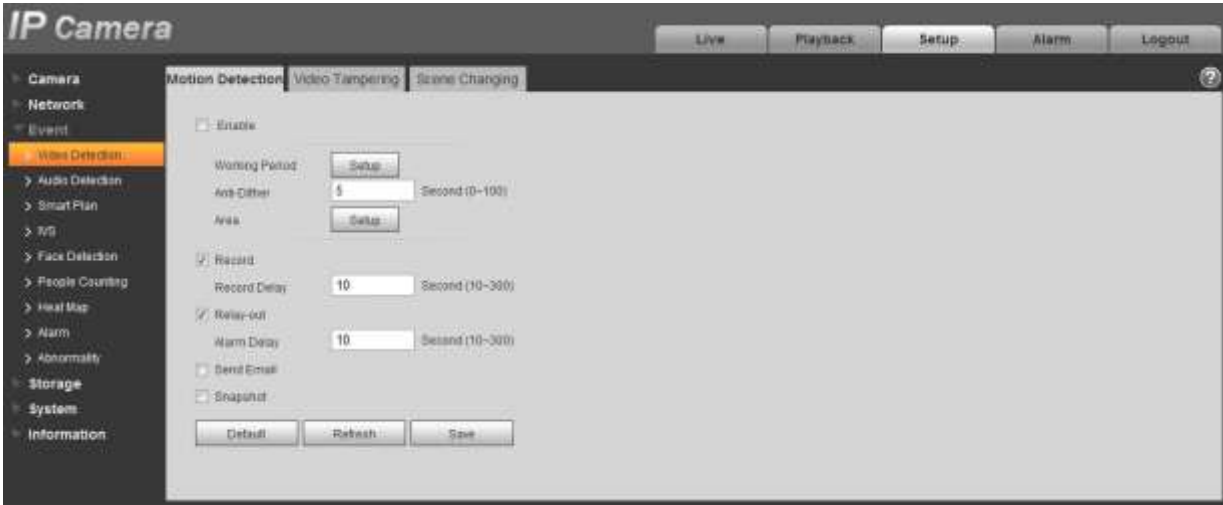 IP Camera
Live Playback Setup Alarm Logout
Camera
Network
Event
Video Detection
Audio Detection
Smart Plan
IVS
Face Detection
People Counting
Heat Map
Alarm
Abnormality
Storage
System
Information
Motion Detection Video Tampering Scene Changing ?
Enable
Working Period Setup
Anti-Dither 5 Second (0~100)
Area Setup
Record
Record Delay 10 Second (10~300)
Relay-out
Alarm Delay 10 Second (10~300)
Send Email
Snapshot
Default Refresh Save